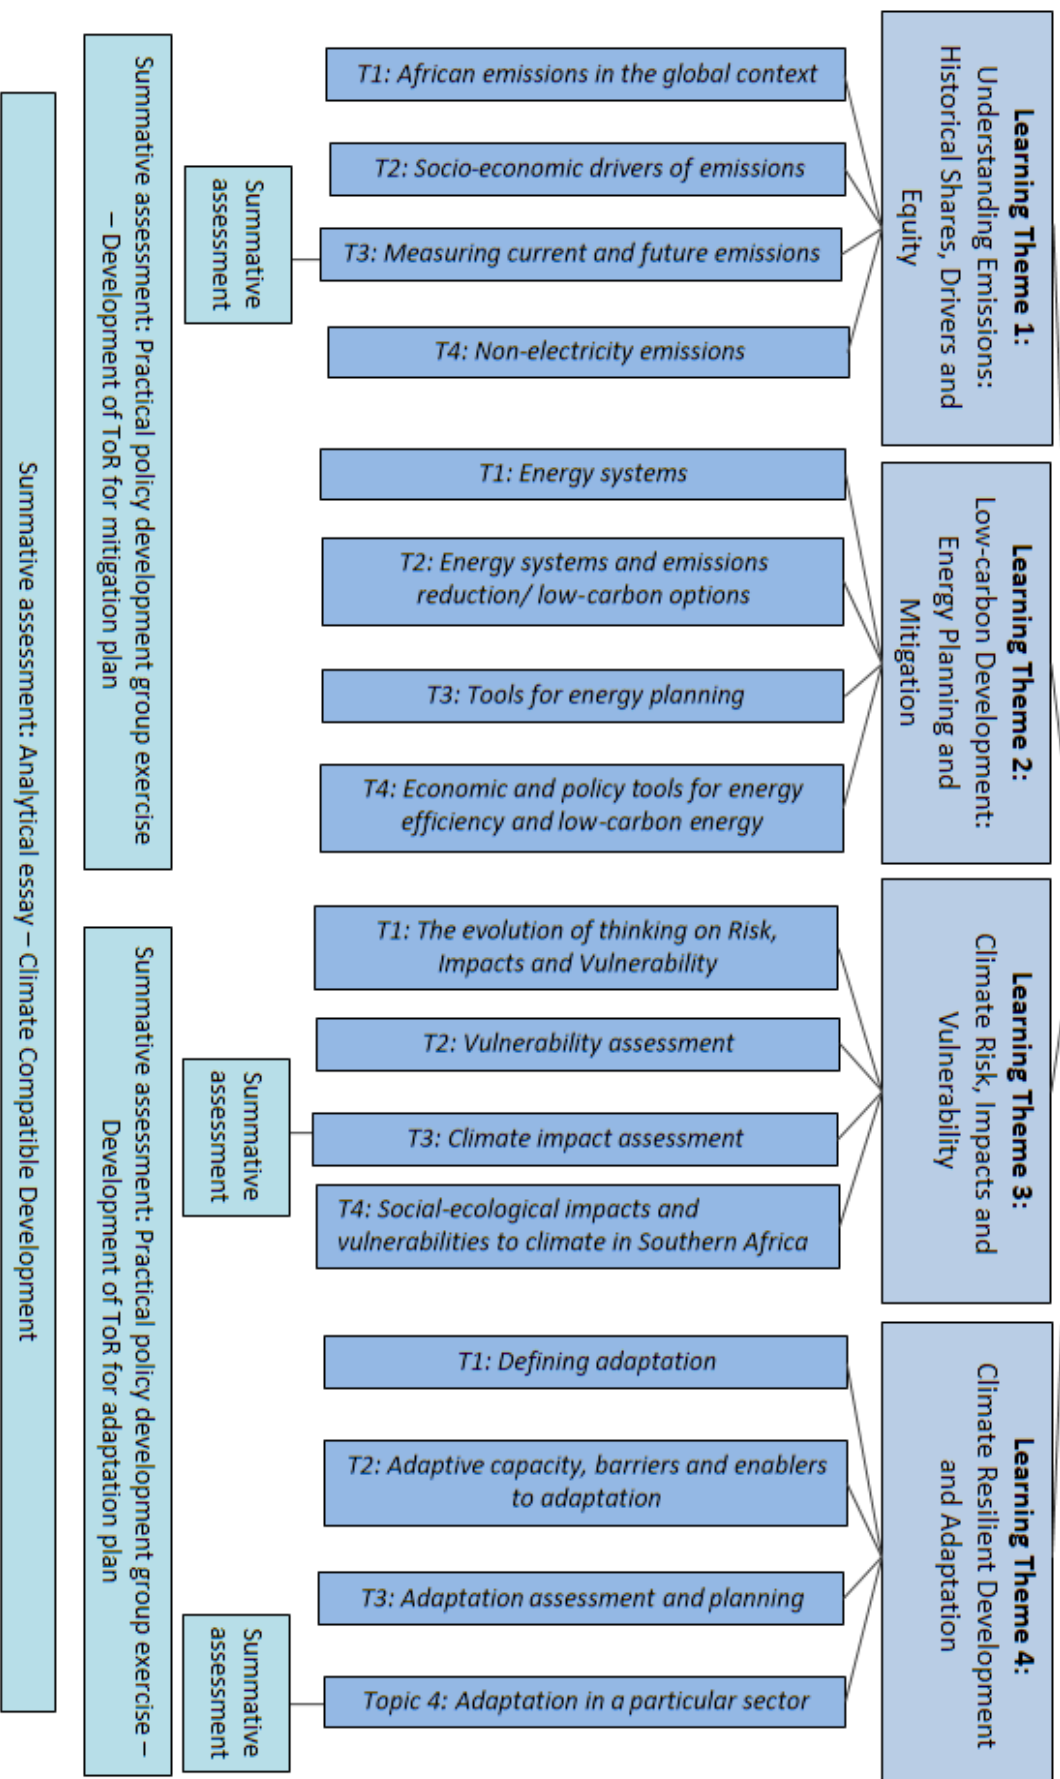 Learning Theme 1:
Understanding Emissions:
Historical Shares, Drivers and
Equity
T1: African emissions in the global context
T2: Socio-economic drivers of emissions
T3: Measuring current and future emissions
T4: Non-electricity emissions
Summative
assessment
Learning Theme 2:
Low-carbon Development:
Energy Planning and
Mitigation
T1: Energy systems
T2: Energy systems and emissions
reduction/ low-carbon options
T3: Tools for energy planning
T4: Economic and policy tools for energy
efficiency and low-carbon energy
Summative assessment: Practical policy development group exercise
– Development of ToR for mitigation plan
Learning Theme 3:
Climate Risk, Impacts and
Vulnerability
T1: The evolution of thinking on Risk,
Impacts and Vulnerability
T2: Vulnerability assessment
T3: Climate impact assessment
T4: Social-ecological impacts and
vulnerabilities to climate in Southern Africa
Summative
assessment
Learning Theme 4:
Climate Resilient Development
and Adaptation
T1: Defining adaptation
T2: Adaptive capacity, barriers and enablers
to adaptation
T3: Adaptation assessment and planning
Topic 4: Adaptation in a particular sector
Summative
assessment
Summative assessment: Practical policy development group exercise –
Development of ToR for adaptation plan
Summative assessment: Analytical essay – Climate Compatible Development